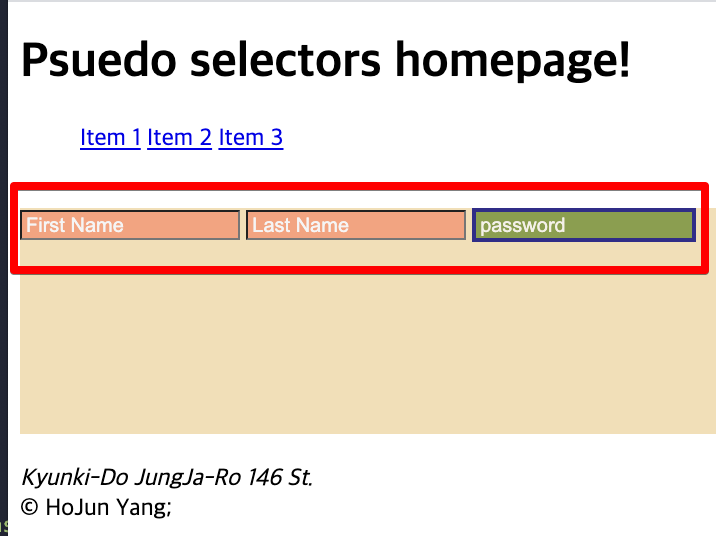 Psuedo selectors homepage!
Item 1 Item 2 Item 3
First Name Last Name password
Kyunki-Do JungJa-Ro 146 St.
© HoJun Yang;